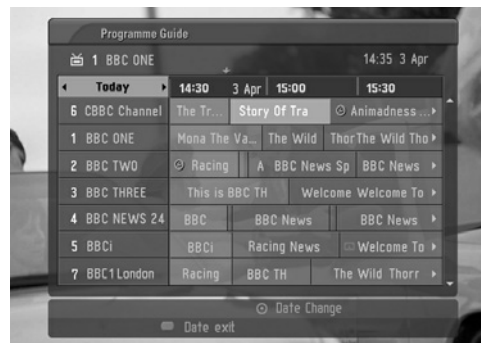 Programme Guide
1 BBC ONE 14:35 3 Apr
Today 14:30 3 Apr 15:00 15:30
6 CBBC Channel The Tr... Story Of Tra Animadness ...
1 BBC ONE Mona The Va... The Wild Thor The Wild Tho
2 BBC TWO Racing A BBC News Sp BBC News
3 BBC THREE This is BBC TH Welcome Welcome To
4 BBC NEWS 24 BBC BBC News BBC News
5 BBCi BBCi Racing News Welcome To
7 BBC1 London Racing BBC TH The Wild Thorr
Date Change
Date exit